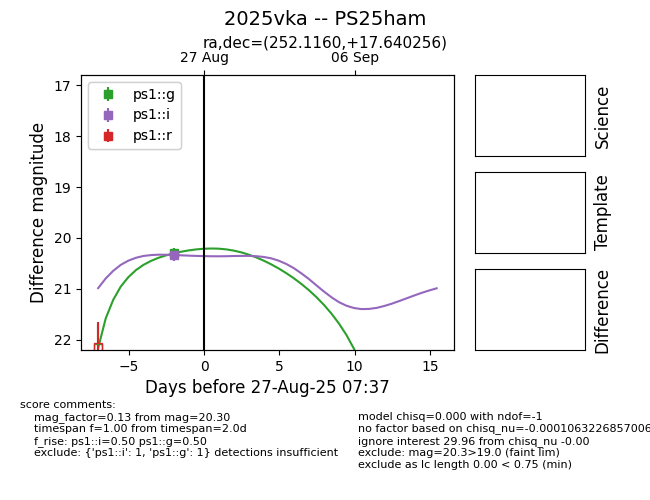 2025vka -- PS25ham
ra,dec=(252.1160,+17.640256)
27 Aug
06 Sep
ps1::g
ps1::i
ps1::r
17
18
19
20
21
22
Difference magnitude
−5
0
5
10
15
Days before 27-Aug-25 07:37
Science
Template
Difference
score comments:
mag_factor=0.13 from mag=20.30
timespan f=1.00 from timespan=2.0d
f_rise: ps1::i=0.50 ps1::g=0.50
exclude: {'ps1::i': 1, 'ps1::g': 1} detections insufficient
model chisq=0.000 with ndof=-1
no factor based on chisq_nu=-0.0001063226857006
ignore interest 29.96 from chisq_nu -0.00
exclude: mag=20.3>19.0 (faint lim)
exclude as lc length 0.00 < 0.75 (min)